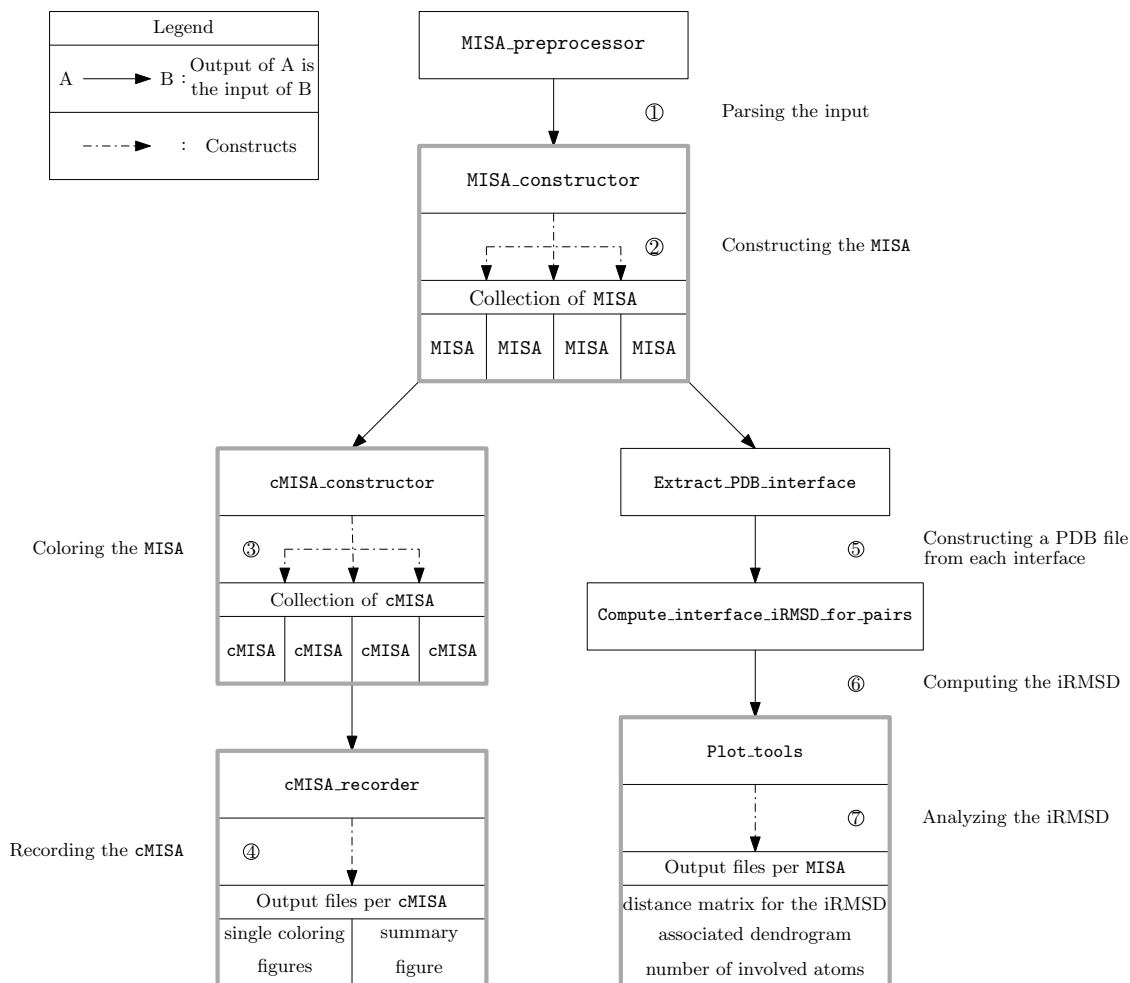 Legend
A B : Output of A is
the input of B
: Constructs
MISA_preprocessor
① Parsing the input
MISA_constructor
② Constructing the MISA
Collection of MISA
MISA MISA MISA MISA
cMISA_constructor
Coloring the MISA ③
Collection of cMISA
cMISA cMISA cMISA cMISA
cMISA_recorder
Recording the cMISA ④
Output files per cMISA
single coloring
figures
summary
figure
Extract_PDB_interface
⑤ Constructing a PDB file
from each interface
Compute_interface_iRMSD_for_pairs
⑥ Computing the iRMSD
Plot_tools
⑦ Analyzing the iRMSD
Output files per MISA
distance matrix for the iRMSD
associated dendrogram
number of involved atoms